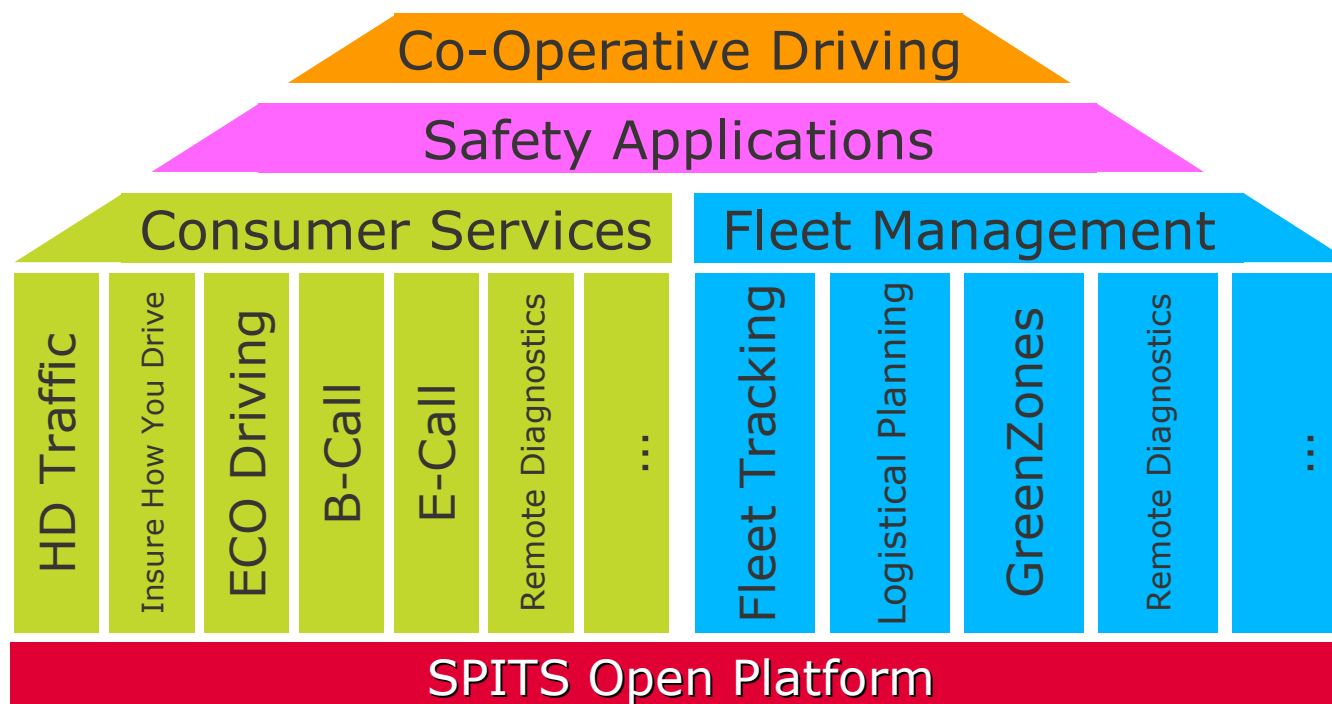 Co-Operative Driving
Safety Applications
Consumer Services
Fleet Management
HD Traffic
Insure How You Drive
ECO Driving
B-Call
E-Call
Remote Diagnostics
...
Fleet Tracking
Logistical Planning
GreenZones
Remote Diagnostics
...
SPITS Open Platform